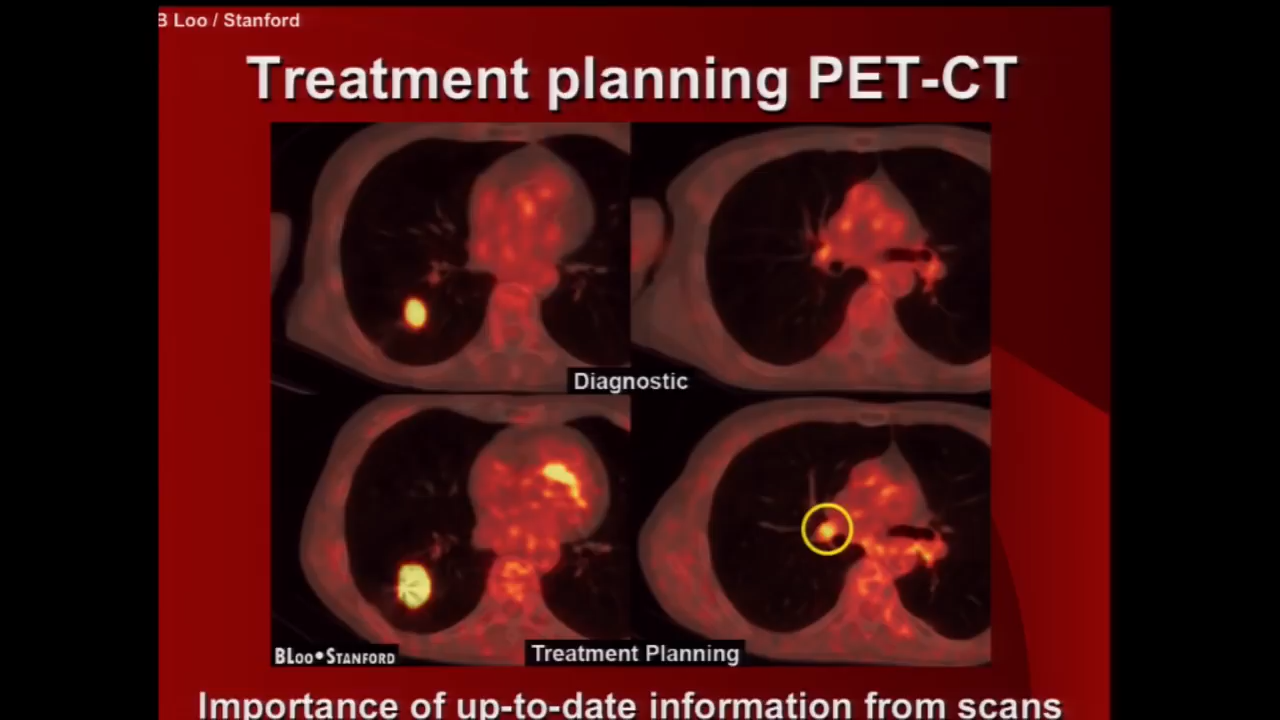 B Loo / Stanford
Treatment planning PET-CT
Diagnostic
BLOO•STANFORD
Treatment Planning
Importance of up-to-date information from scans